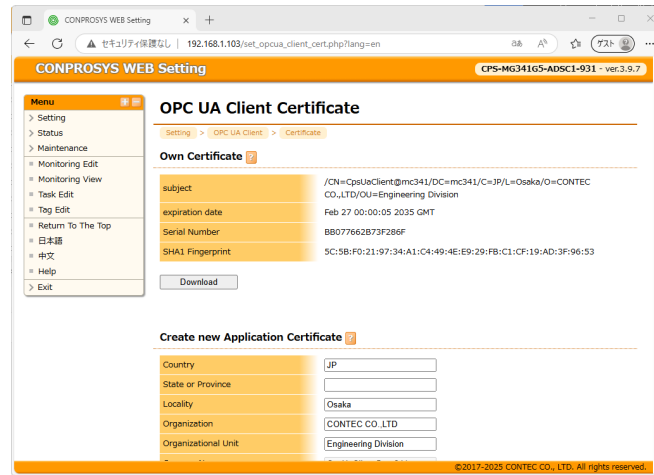 CONPROSYS WEB Setting
セキュリティ保護なし 192.168.1.103/set_opcua_client_cert.php?lang=en
ゲスト
CONPROSYS WEB Setting
CPS-MG341G5-ADSC1-931 - ver.3.9.7
Menu
> Setting
> Status
> Maintenance
Monitoring Edit
Monitoring View
Task Edit
Tag Edit
Return To The Top
日本語
中文
Help
> Exit
OPC UA Client Certificate
Setting > OPC UA Client > Certificate
Own Certificate ?
subject /CN=CpsUaClient@mc341/DC=mc341/C=JP/L=Osaka/O=CONTEC
CO.,LTD/OU=Engineering Division
expiration date Feb 27 00:00:05 2035 GMT
Serial Number BB077662B73F286F
SHA1 Fingerprint 5C:5B:F0:21:97:34:A1:C4:49:4E:E9:29:FB:C1:CF:19:AD:3F:96:53
Download
Create new Application Certificate ?
Country JP
State or Province
Locality Osaka
Organization CONTEC CO.,LTD
Organizational Unit Engineering Division
©2017-2025 CONTEC CO., LTD. All rights reserved.